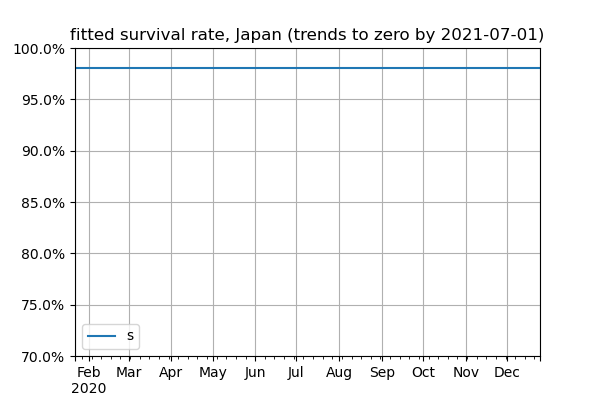 fitted survival rate, Japan (trends to zero by 2021-07-01)
100.0%
95.0%
90.0%
85.0%
80.0%
75.0%
70.0%
s
Feb Mar Apr May Jun Jul Aug Sep Oct Nov Dec
2020